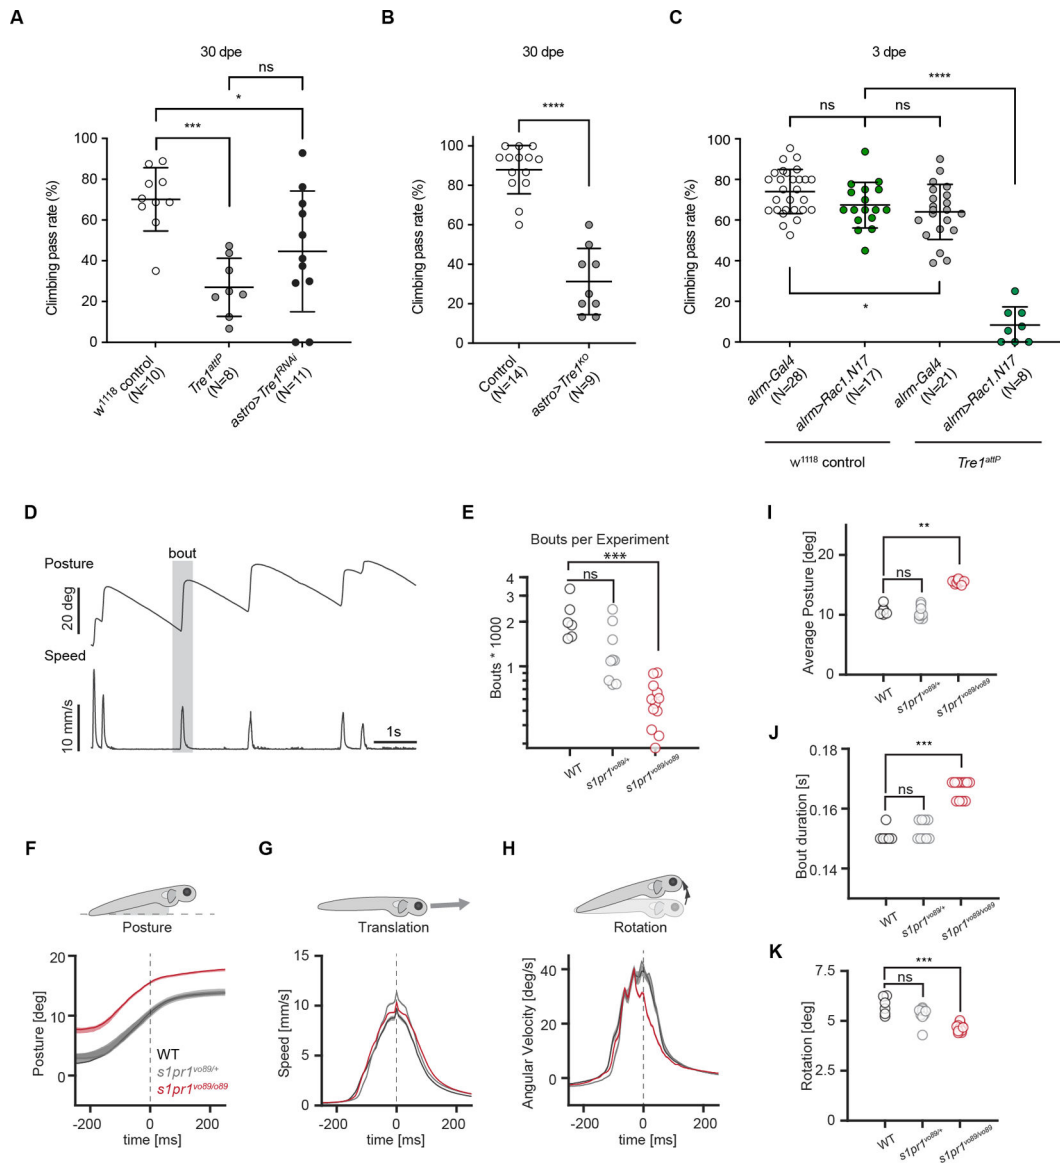 A
30 dpe
ns
*
***
Climbing pass rate (%)
100
80
60
40
20
0
w1118 control
(N=10)
Tre1attP
(N=8)
astro>Tre1RNAi
(N=11)
B
30 dpe
****
Climbing pass rate (%)
100
80
60
40
20
0
Control
(N=14)
astro>Tre1KO
(N=9)
C
3 dpe
****
ns
ns
*
Climbing pass rate (%)
100
80
60
40
20
0
alrm-Gal4
(N=28)
alrm>Rac1.N17
(N=17)
alrm-Gal4
(N=21)
alrm>Rac1.N17
(N=8)
w1118 control
Tre1attP
D
Posture
bout
20 deg
Speed
10 mm/s
1s
E
Bouts per Experiment
***
ns
Bouts * 1000
4
3
2
1
WT
s1pr1vo89/+
s1pr1vo89/vo89
F
Posture
Posture [deg]
20
10
0
WT
s1pr1vo89/+
s1pr1vo89/o89
-200
0
200
time [ms]
G
Translation
Speed [mm/s]
15
10
5
0
-200
0
200
time [ms]
H
Rotation
Angular Velocity [deg/s]
40
20
0
-200
0
200
time [ms]
I
**
ns
Average Posture [deg]
20
10
0
WT
s1pr1vo89/+
s1pr1vo89/vo89
J
***
ns
Bout duration [s]
0.18
0.16
0.14
WT
s1pr1vo89/+
s1pr1vo89/vo89
K
***
ns
Rotation [deg]
7.5
5
2.5
WT
s1pr1vo89/+
s1pr1vo89/vo89